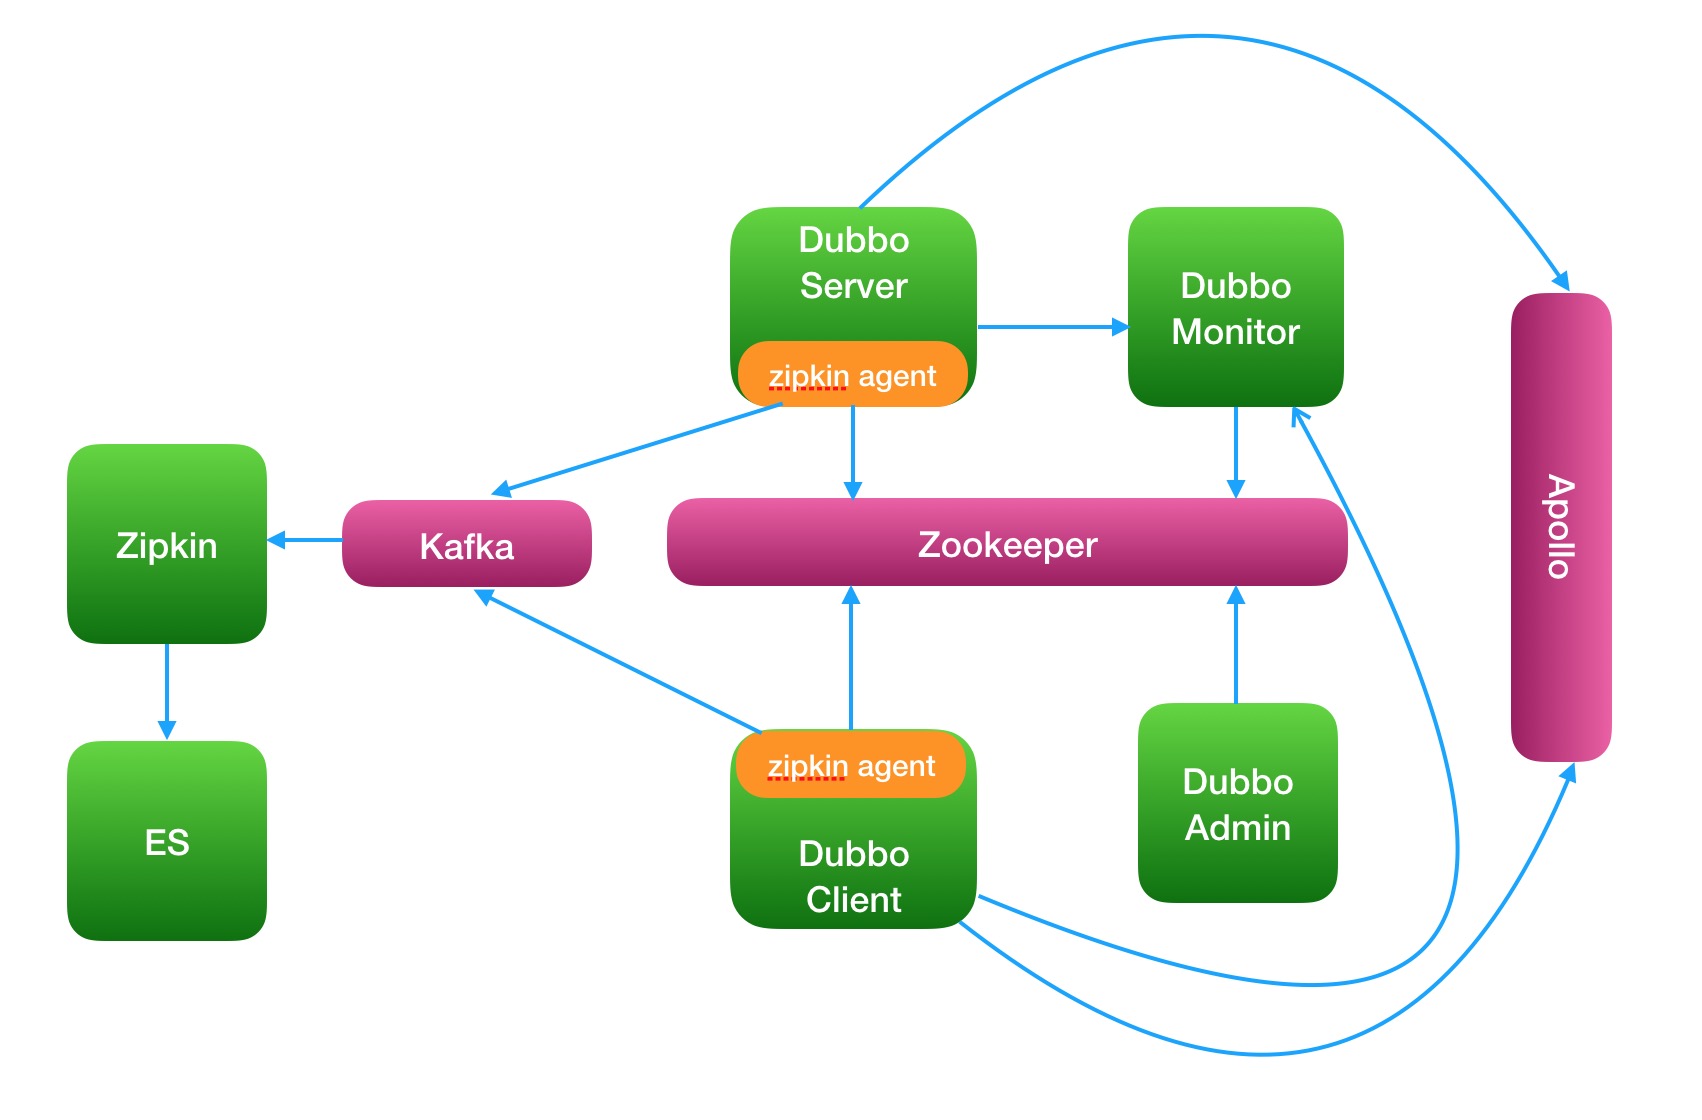 Dubbo
Server
zipkin agent
Dubbo
Monitor
Zipkin
Kafka
Zookeeper
Apollo
ES
zipkin agent
Dubbo
Client
Dubbo
Admin